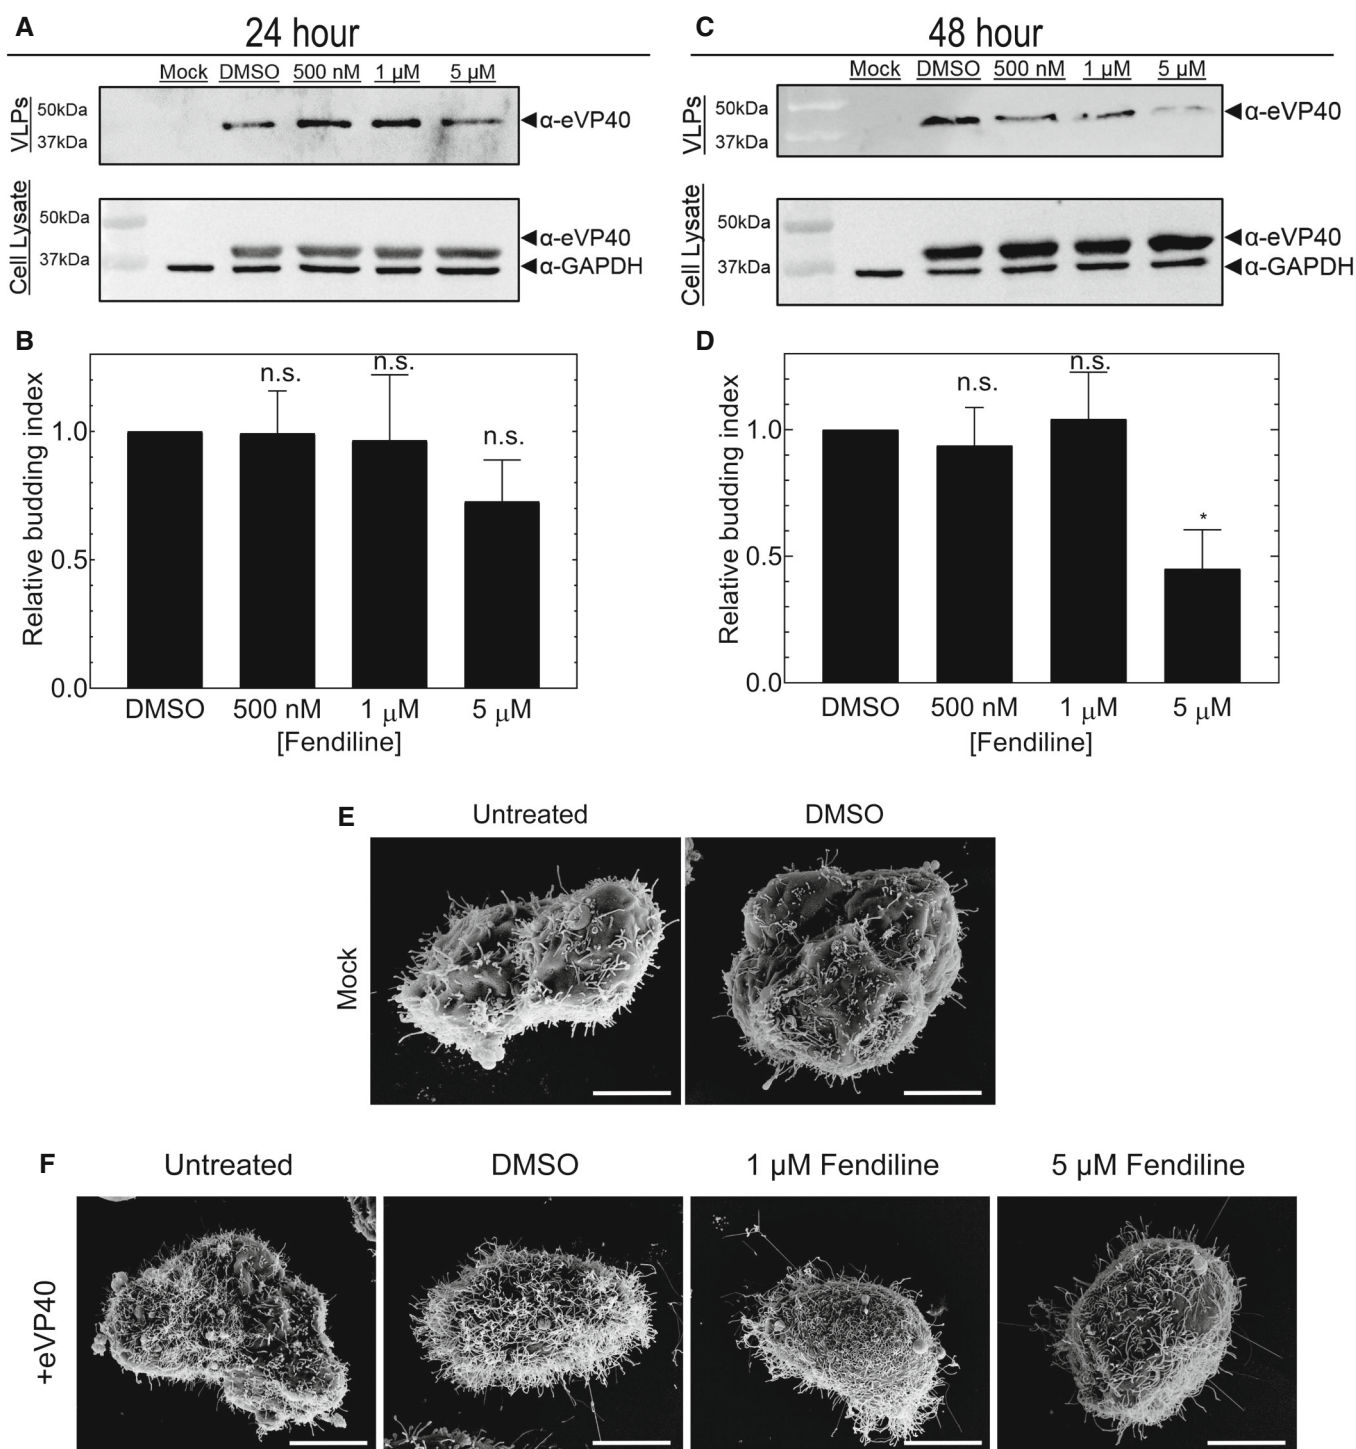 A
24 hour
Mock DMSO 500 nM 1 µM 5 µM
VLPs
50kDa
37kDa
α-eVP40
Cell Lysate
50kDa
37kDa
α-eVP40
α-GAPDH
C
48 hour
Mock DMSO 500 nM 1 µM 5 µM
VLPs
50kDa
37kDa
α-eVP40
Cell Lysate
50kDa
37kDa
α-eVP40
α-GAPDH
B
Relative budding index
1.0
0.5
0.0
n.s.
n.s.
n.s.
DMSO 500 nM 1 µM 5 µM
[Fendiline]
D
Relative budding index
1.0
0.5
0.0
n.s.
n.s.
*
DMSO 500 nM 1 µM 5 µM
[Fendiline]
E
Untreated DMSO
Mock
F
Untreated DMSO 1 µM Fendiline 5 µM Fendiline
+eVP40